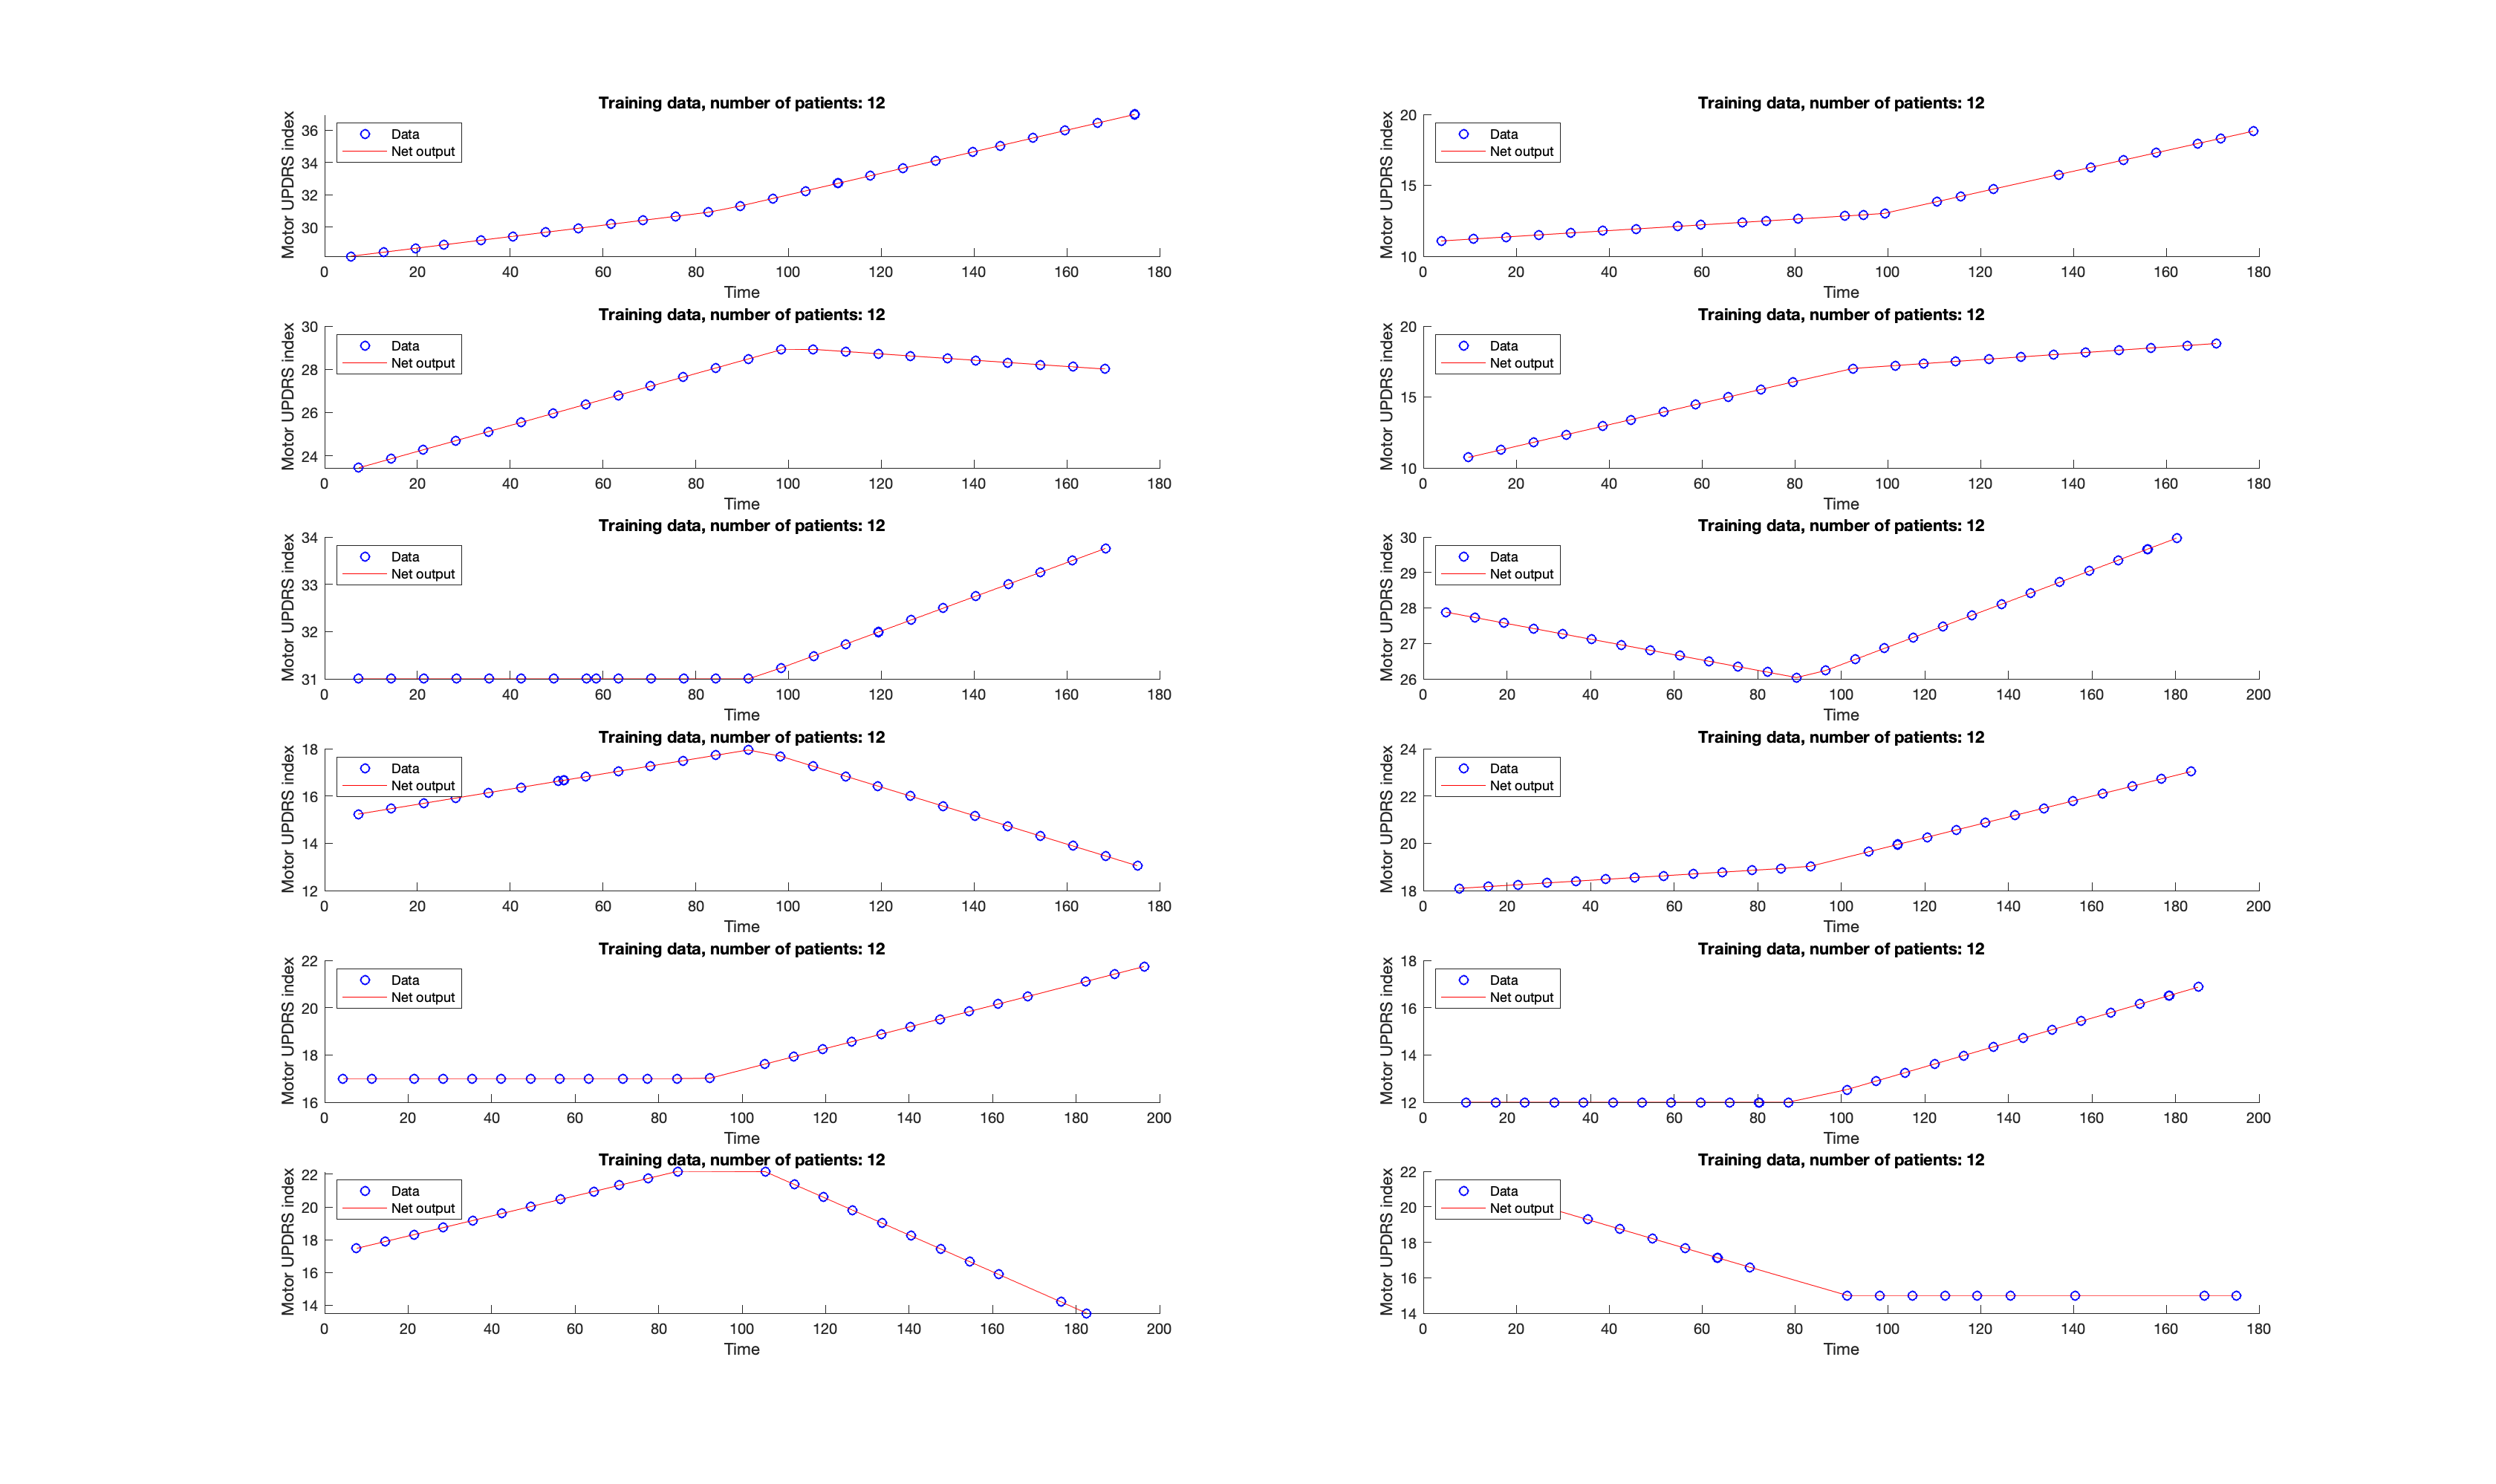 Training data, number of patients: 12
Motor UPDRS index
36
34
32
30
Data
Net output
0 20 40 60 80 100 120 140 160 180
Time
Training data, number of patients: 12
Motor UPDRS index
20
15
10
Data
Net output
0 20 40 60 80 100 120 140 160 180
Time
Training data, number of patients: 12
Motor UPDRS index
30
28
26
24
Data
Net output
0 20 40 60 80 100 120 140 160 180
Time
Training data, number of patients: 12
Motor UPDRS index
20
15
10
Data
Net output
0 20 40 60 80 100 120 140 160 180
Time
Training data, number of patients: 12
Motor UPDRS index
34
33
32
31
Data
Net output
0 20 40 60 80 100 120 140 160 180
Time
Training data, number of patients: 12
Motor UPDRS index
30
29
28
27
26
Data
Net output
0 20 40 60 80 100 120 140 160 180 200
Time
Training data, number of patients: 12
Motor UPDRS index
18
16
14
12
Data
Net output
0 20 40 60 80 100 120 140 160 180
Time
Training data, number of patients: 12
Motor UPDRS index
24
22
20
18
Data
Net output
0 20 40 60 80 100 120 140 160 180 200
Time
Training data, number of patients: 12
Motor UPDRS index
22
20
18
16
Data
Net output
0 20 40 60 80 100 120 140 160 180 200
Time
Training data, number of patients: 12
Motor UPDRS index
18
16
14
12
Data
Net output
0 20 40 60 80 100 120 140 160 180 200
Time
Training data, number of patients: 12
Motor UPDRS index
22
20
18
16
14
Data
Net output
0 20 40 60 80 100 120 140 160 180 200
Time
Training data, number of patients: 12
Motor UPDRS index
22
20
18
16
14
Data
Net output
0 20 40 60 80 100 120 140 160 180
Time